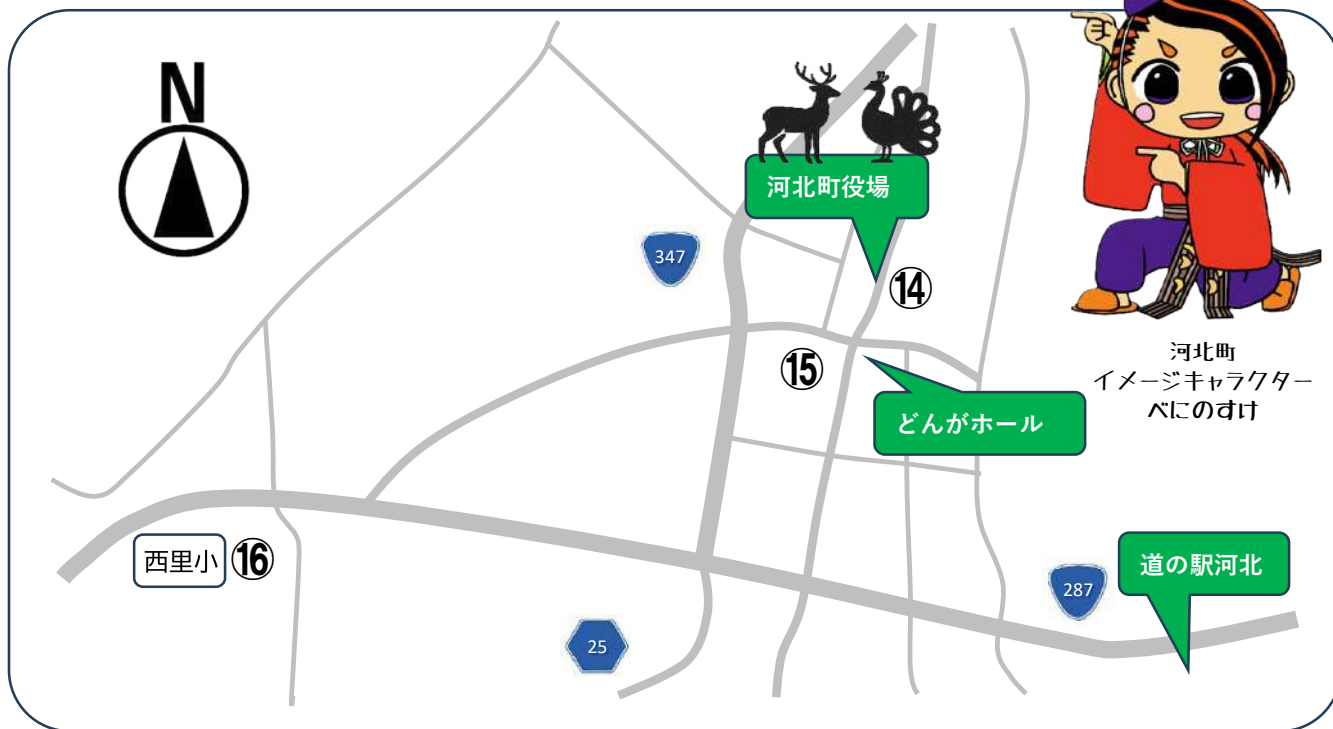 N
河北町役場
347
⑭
⑮
どんがホール
河北町
イメージキャラクター
べにのすけ
西里小
⑯
道の駅河北
287
25